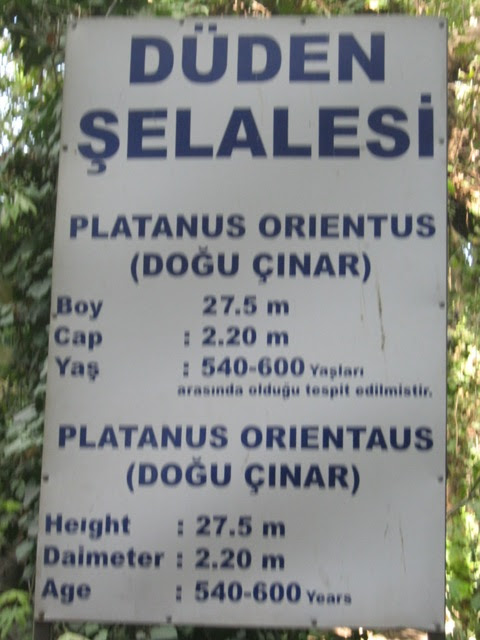 DÜDEN
ŞELALESİ
PLATANUS ORIENTUS
(DOĞU ÇINAR)
Boy 27.5 m
Cap : 2.20 m
Yaş : 540-600 Yaşları
arasında olduğu tespit edilmistir.
PLATANUS ORIENTAUS
(DOĞU ÇINAR)
Height : 27.5 m
Daimeter : 2.20 m
Age : 540-600 Years